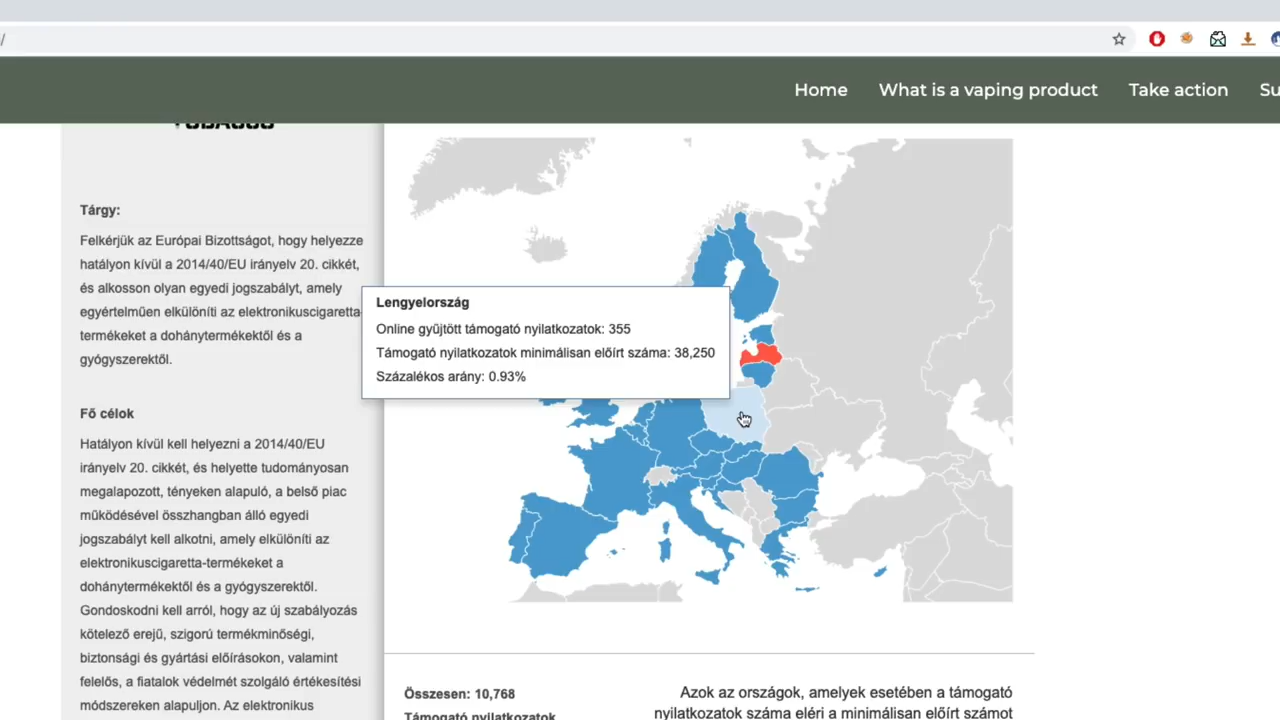 /
Home
What is a vaping product
Take action
Su
TOBACCO
Tárgy:
Felkérjük az Európai Bizottságot, hogy helyezze
hatályon kívül a 2014/40/EU irányelv 20. cikkét,
és alkosson olyan egyedi jogszabályt, amely
egyértelműen elkülöníti az elektronikuscigaretta-
termékeket a dohánytermékektől és a
gyógyszerektől.
Fő célok
Hatályon kívül kell helyezni a 2014/40/EU
irányelv 20. cikkét, és helyette tudományosan
megalapozott, tényeken alapuló, a belső piac
működésével összhangban álló egyedi
jogszabályt kell alkotni, amely elkülöníti az
elektronikuscigaretta-termékeket a
dohánytermékektől és a gyógyszerektől.
Gondoskodni kell arról, hogy az új szabályozás
kötelező erejű, szigorú termékminőségi,
biztonsági és gyártási előírásokon, valamint
felelős, a fiatalok védelmét szolgáló értékesítési
módszereken alapuljon. Az elektronikus
Lengyelország
Online gyűjtött támogató nyilatkozatok: 355
Támogató nyilatkozatok minimálisan előírt száma: 38,250
Százalékos arány: 0.93%
Összesen: 10,768
Támogató nyilatkozatok
Azok az országok, amelyek esetében a támogató
nyilatkozatok száma eléri a minimálisan előírt számot